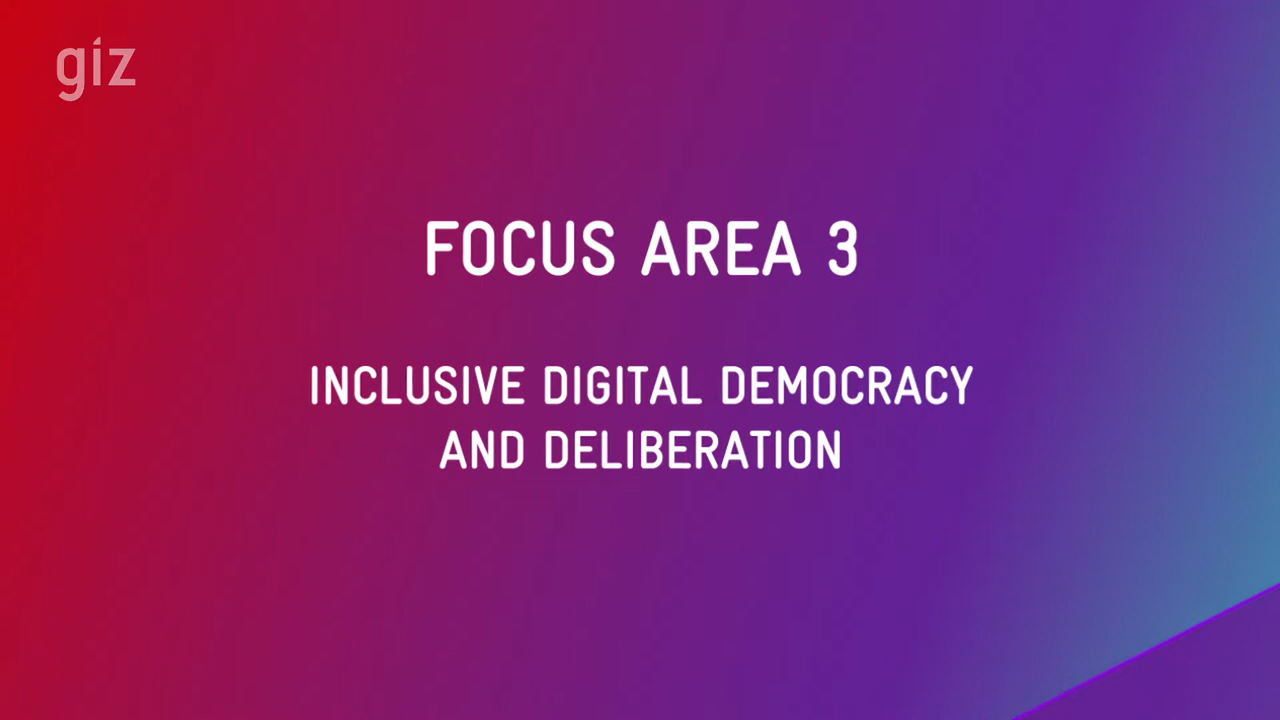 giz
FOCUS AREA 3
INCLUSIVE DIGITAL DEMOCRACY
AND DELIBERATION